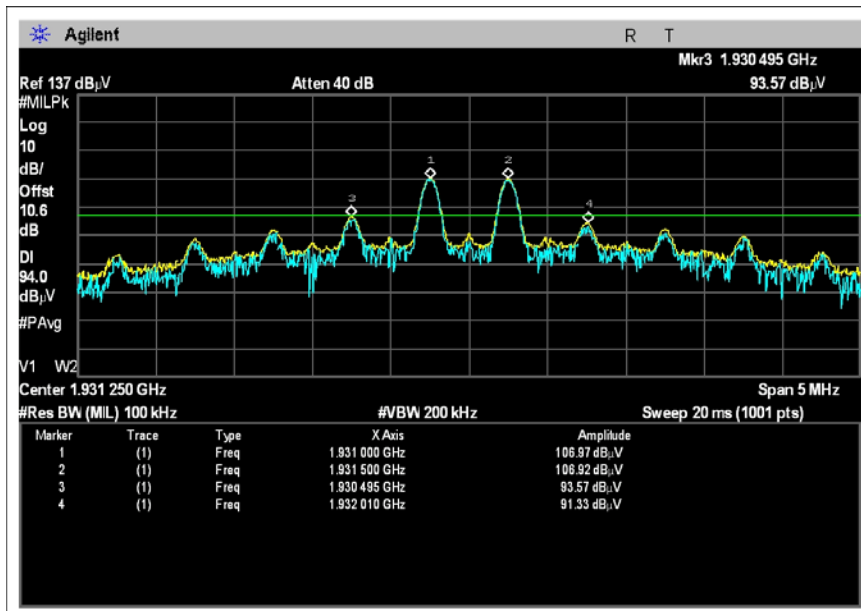 Agilent R T
Mkr3 1.930 495 GHz
Ref 137 dBµV Atten 40 dB 93.57 dBµV
#MILPk
Log
10
dB/
Offst
10.6
dB
DI
94.0
dBµV
#PAvg
V1 W2
1 2
3 4
Center 1.931 250 GHz Span 5 MHz
#Res BW (MIL) 100 kHz #VBW 200 kHz Sweep 20 ms (1001 pts)
Marker Trace Type X Axis Amplitude
1 (1) Freq 1.931 000 GHz 106.97 dBµV
2 (1) Freq 1.931 500 GHz 106.92 dBµV
3 (1) Freq 1.930 495 GHz 93.57 dBµV
4 (1) Freq 1.932 010 GHz 91.33 dBµV